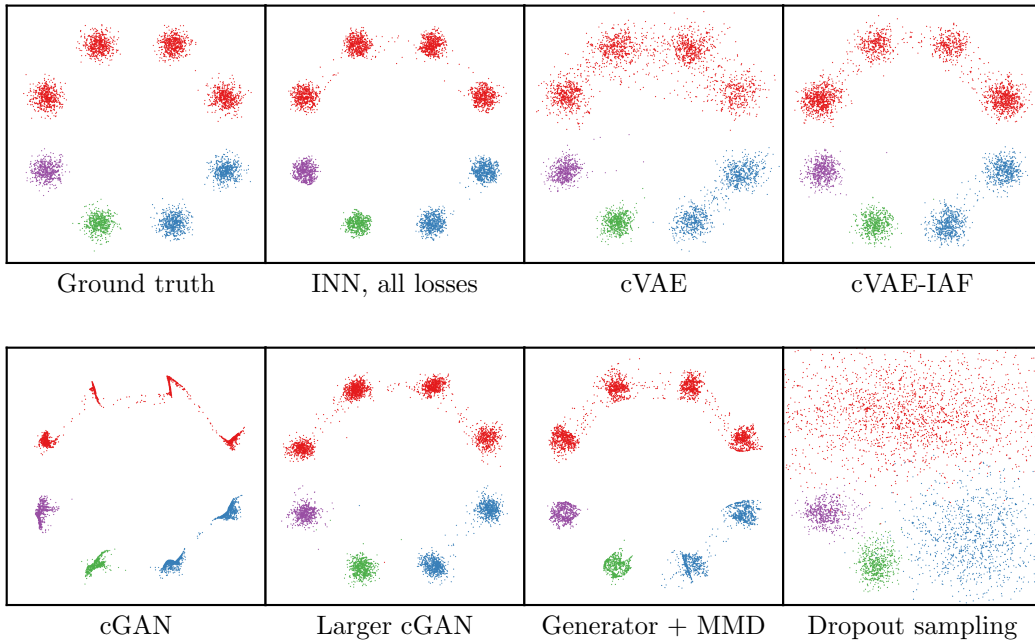 Ground truth
INN, all losses
cVAE
cVAE-IAF
cGAN
Larger cGAN
Generator + MMD
Dropout sampling